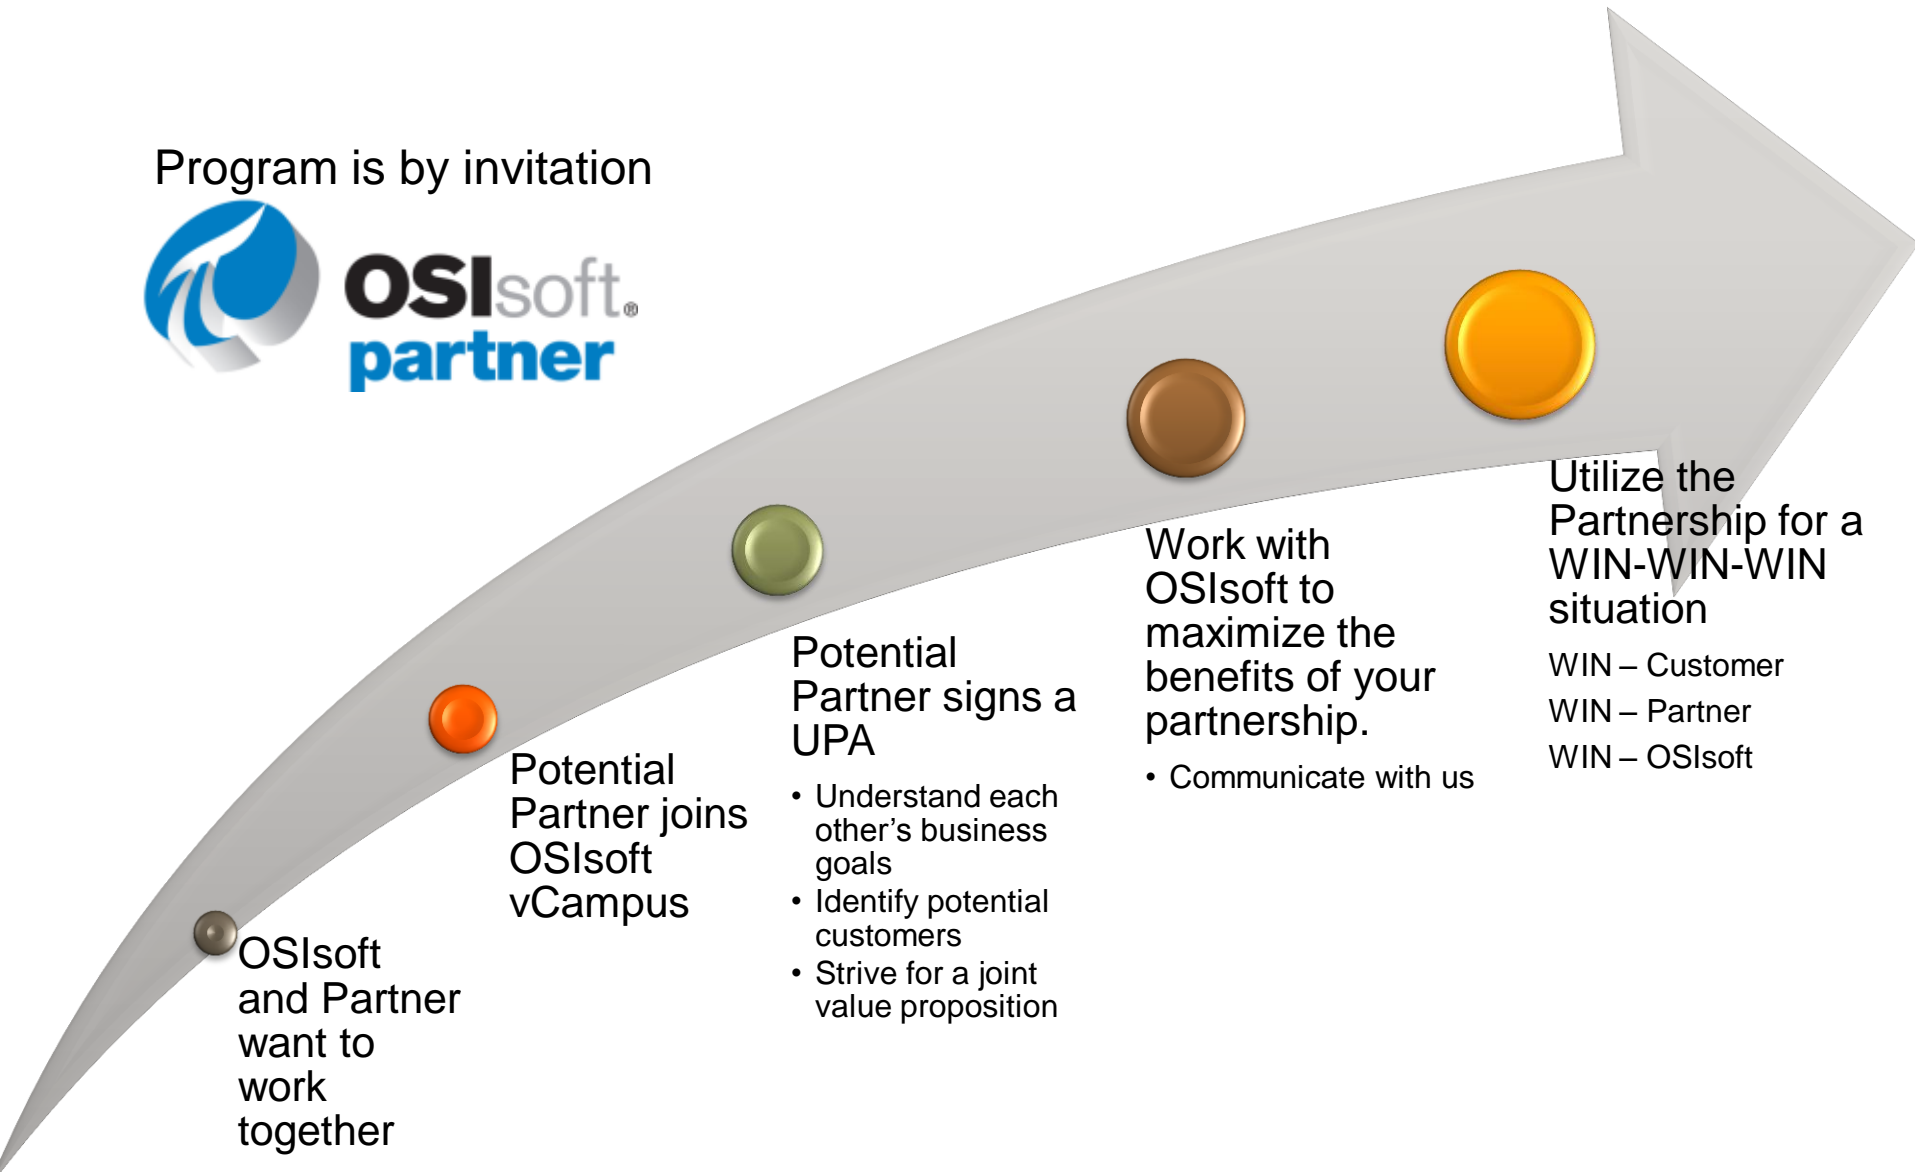 Program is by invitation
OSIsoft®
partner
OSIsoft
and Partner
want to
work
together
Potential
Partner joins
OSIsoft
vCampus
Potential
Partner signs a
UPA
• Understand each
other’s business
goals
• Identify potential
customers
• Strive for a joint
value proposition
Work with
OSIsoft to
maximize the
benefits of your
partnership.
• Communicate with us
Utilize the
Partnership for a
WIN-WIN-WIN
situation
WIN – Customer
WIN – Partner
WIN – OSIsoft